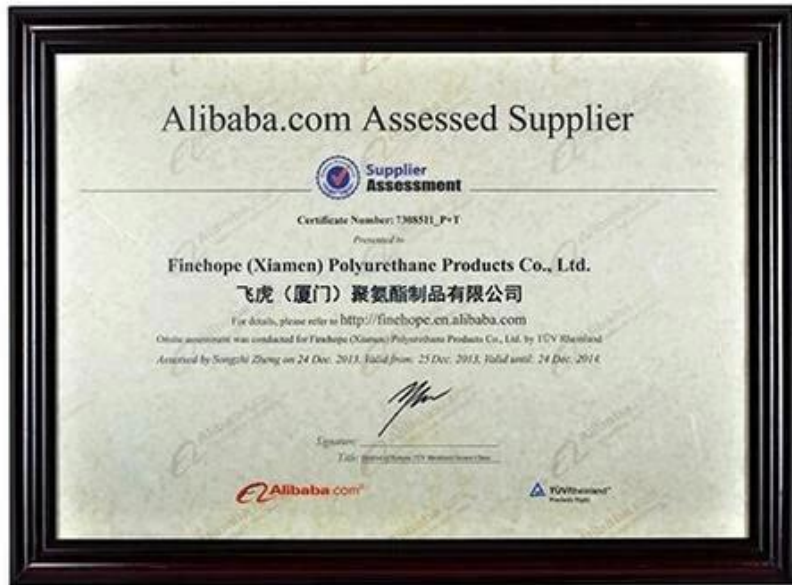 Alibaba.com Assessed Supplier
Supplier
Assessment
Certificate Number: 7308511_P+T
Presented to
Finehope (Xiamen) Polyurethane Products Co., Ltd.
飞虎（厦门）聚氨酯制品有限公司
For details, please refer to http://finehope.en.alibaba.com
Onsite assessment was conducted for Finehope (Xiamen) Polyurethane Products Co., Ltd. by TÜV Rheinland
Assessed by Songzhi Zheng on 24 Dec. 2013. Valid from: 25 Dec. 2013, Valid until: 24 Dec. 2014.
Signature:
Title:
Alibaba.com®
TÜVRheinland®
Precisely Right.